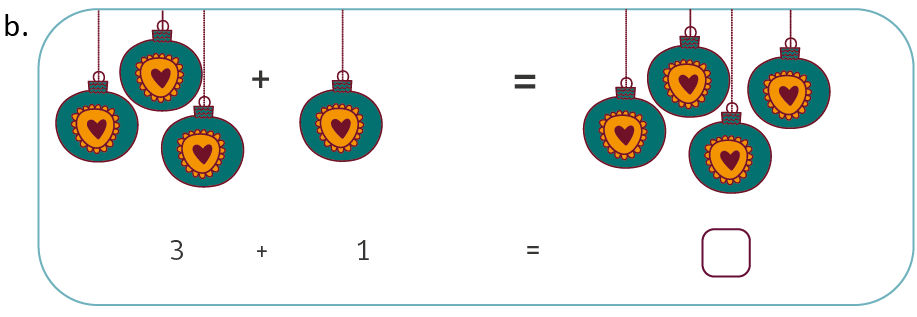 b.
+ =
3 + 1 =